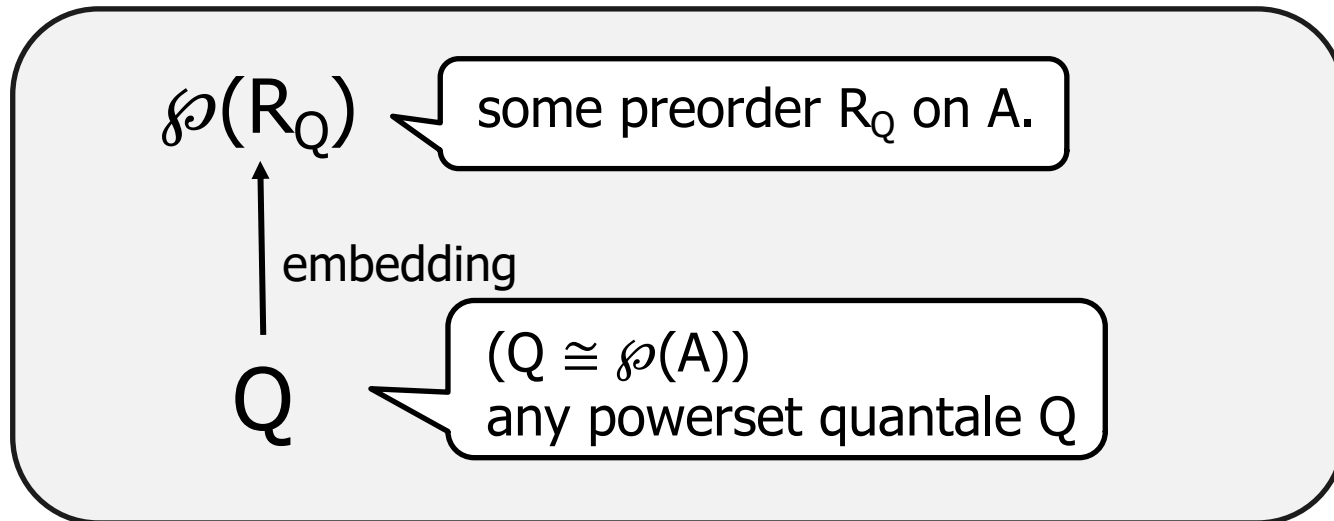 ℘(R_Q)
some preorder R_Q on A.
embedding
(Q ≅ ℘(A))
any powerset quantale Q
Q